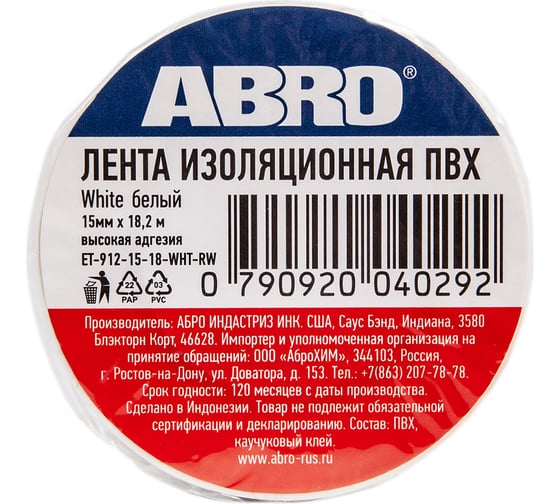 ABRO®
ЛЕНТА ИЗОЛЯЦИОННАЯ ПВХ
White белый
15мм x 18,2 м
высокая адгезия
ET-912-15-18-WHT-RW
22
PAP
03
PVC
0 790920 040292
Производитель: АБРО ИНДАСТРИЗ ИНК. США, Саус Бэнд, Индиана, 3580
Блэкторн Корт, 46628. Импортер и уполномоченная организация на
принятие обращений: ООО «АброХИМ», 344103, Россия,
г. Ростов-на-Дону, ул. Доватора, д. 153. Тел.: +7(863) 207-78-78.
Срок годности: 120 месяцев с даты производства.
Сделано в Индонезии. Товар не подлежит обязательной
сертификации и декларированию. Состав: ПВХ,
каучуковый клей.
www.abro-rus.ru